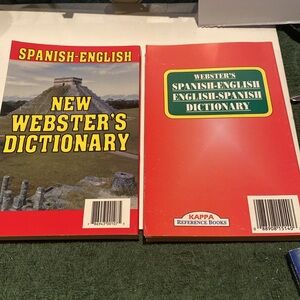 SPANISH-ENGLISH
NEW
WEBSTER'S
DICTIONARY
WEBSTER'S
SPANISH-ENGLISH
ENGLISH-SPANISH
DICTIONARY
KAPPA
REFERENCE BOOKS